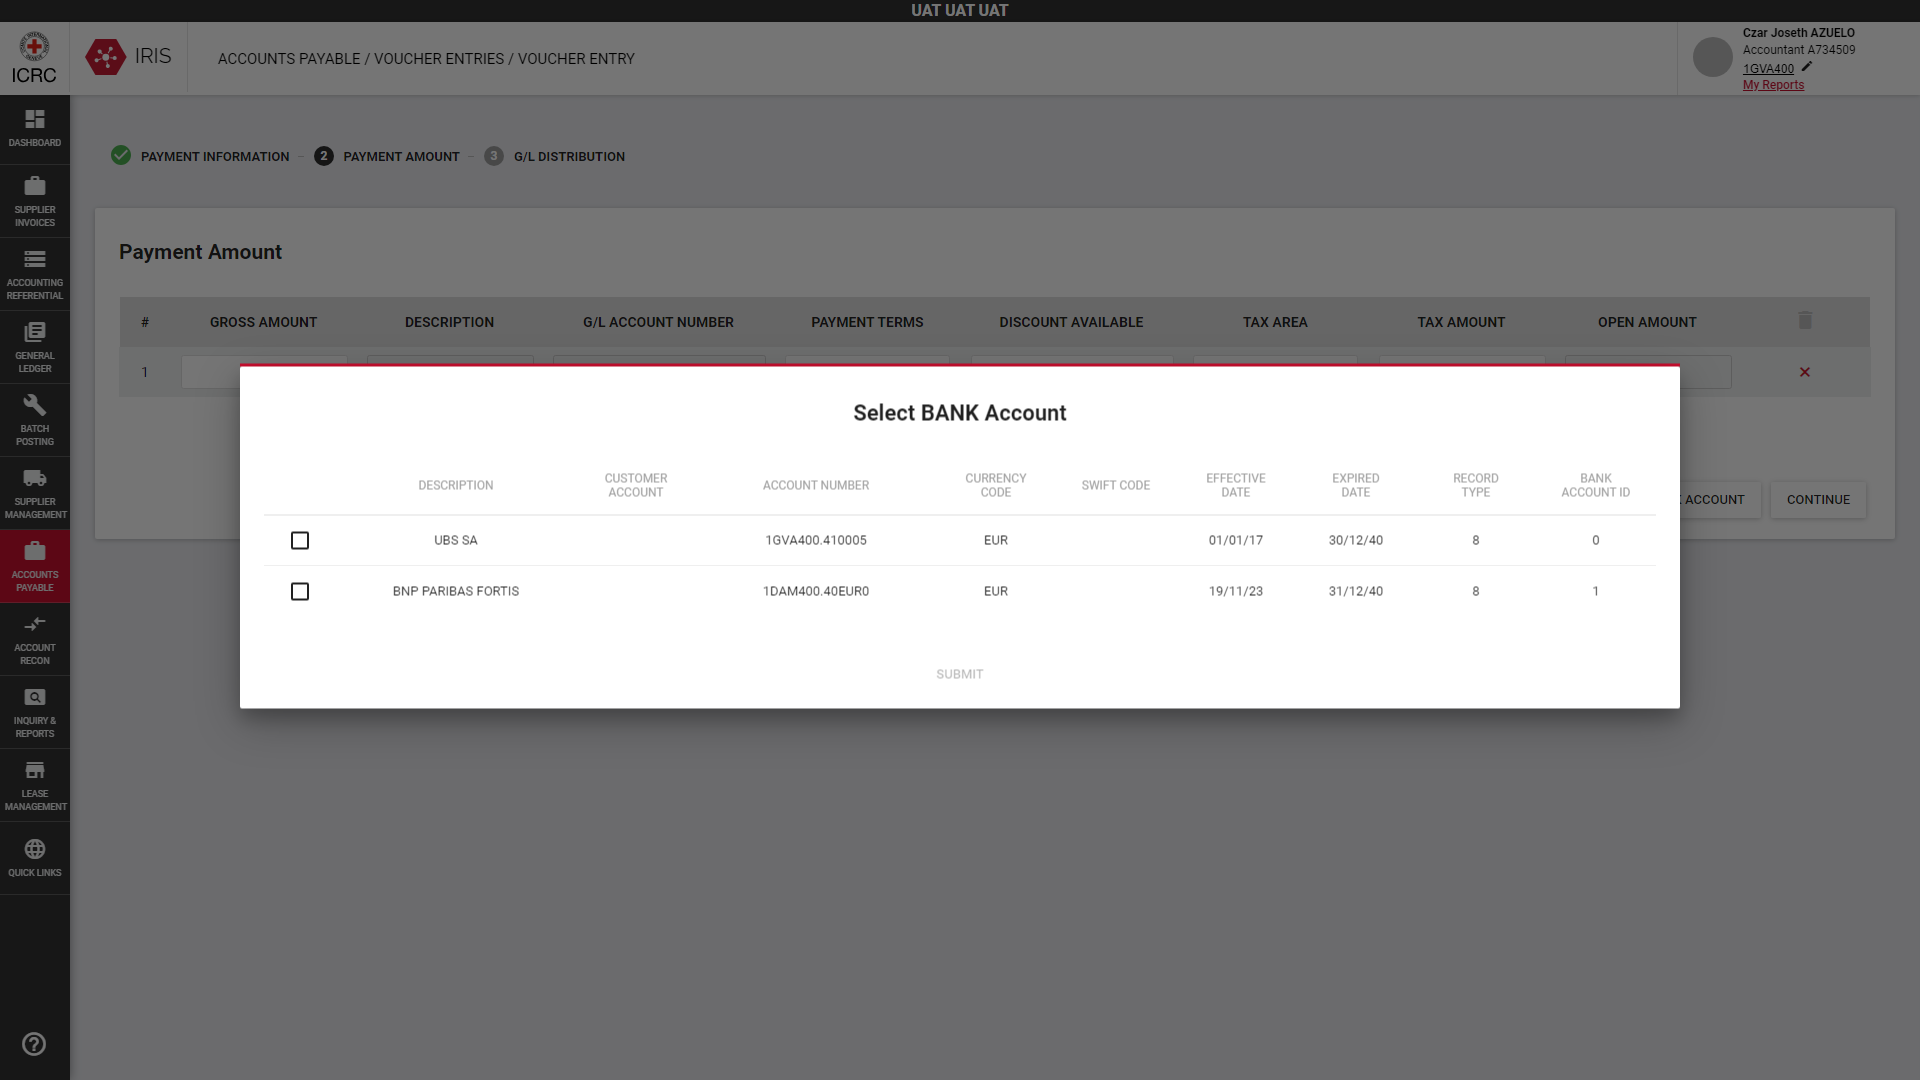 UAT UAT UAT
ICRC
IRIS
ACCOUNTS PAYABLE / VOUCHER ENTRIES / VOUCHER ENTRY
Czar Joseth AZUELO
Accountant A734509
1GVA400
My Reports
DASHBOARD
SUPPLIER
INVOICES
ACCOUNTING
REFERENTIAL
GENERAL
LEDGER
BATCH
POSTING
SUPPLIER
MANAGEMENT
ACCOUNTS
PAYABLE
ACCOUNT
RECON
INQUIRY &
REPORTS
LEASE
MANAGEMENT
QUICK LINKS
PAYMENT INFORMATION – 2 PAYMENT AMOUNT – 3 G/L DISTRIBUTION
Payment Amount
# GROSS AMOUNT DESCRIPTION G/L ACCOUNT NUMBER PAYMENT TERMS DISCOUNT AVAILABLE TAX AREA TAX AMOUNT OPEN AMOUNT
1
ACCOUNT CONTINUE
Select BANK Account
DESCRIPTION CUSTOMER ACCOUNT ACCOUNT NUMBER CURRENCY CODE SWIFT CODE EFFECTIVE DATE EXPIRED DATE RECORD TYPE BANK ACCOUNT ID
UBS SA 1GVA400.410005 EUR 01/01/17 30/12/40 8 0
BNP PARIBAS FORTIS 1DAM400.40EUR0 EUR 19/11/23 31/12/40 8 1
SUBMIT